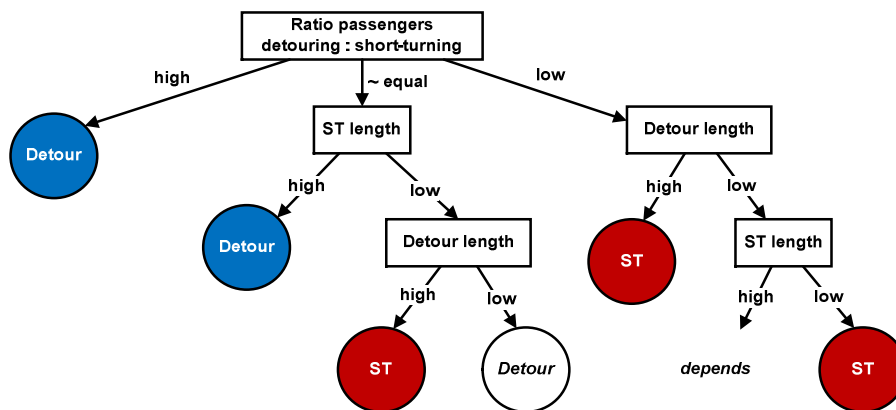 Ratio passengers
detouring : short-turning
high
~ equal
low
Detour
ST length
Detour length
high
low
high
low
Detour
Detour length
ST
ST length
high
low
high
low
ST
Detour
depends
ST